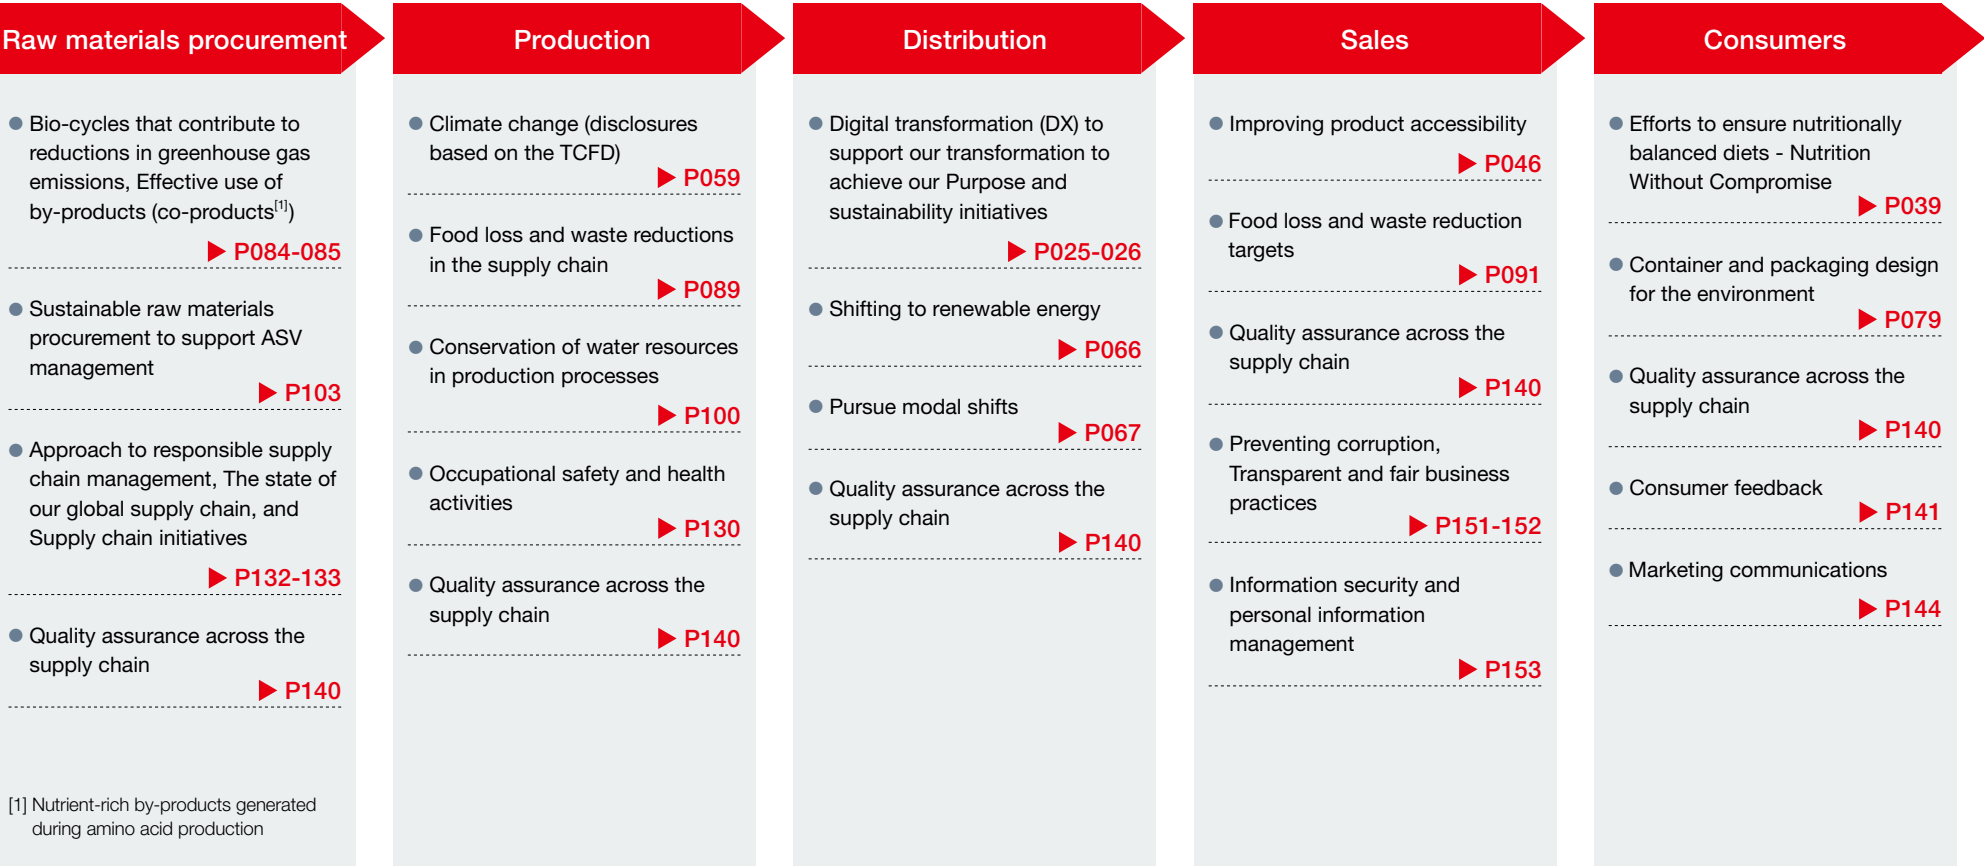 Raw materials procurement
Bio-cycles that contribute to
reductions in greenhouse gas
emissions, Effective use of
by-products (co-products[1])
P084-085
Sustainable raw materials
procurement to support ASV
management
P103
Approach to responsible supply
chain management, The state of
our global supply chain, and
Supply chain initiatives
P132-133
Quality assurance across the
supply chain
P140
[1] Nutrient-rich by-products generated
during amino acid production
Production
Climate change (disclosures
based on the TCFD)
P059
Food loss and waste reductions
in the supply chain
P089
Conservation of water resources
in production processes
P100
Occupational safety and health
activities
P130
Quality assurance across the
supply chain
P140
Distribution
Digital transformation (DX) to
support our transformation to
achieve our Purpose and
sustainability initiatives
P025-026
Shifting to renewable energy
P066
Pursue modal shifts
P067
Quality assurance across the
supply chain
P140
Sales
Improving product accessibility
P046
Food loss and waste reduction
targets
P091
Quality assurance across the
supply chain
P140
Preventing corruption,
Transparent and fair business
practices
P151-152
Information security and
personal information
management
P153
Consumers
Efforts to ensure nutritionally
balanced diets - Nutrition
Without Compromise
P039
Container and packaging design
for the environment
P079
Quality assurance across the
supply chain
P140
Consumer feedback
P141
Marketing communications
P144